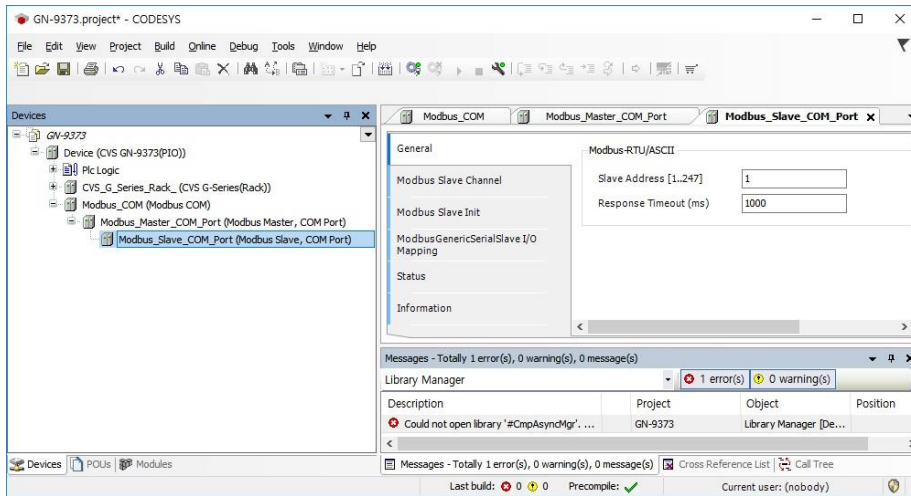 GN-9373.project* - CODESYS
File Edit View Project Build Online Debug Tools Window Help
Devices
GN-9373
Device (CVS GN-9373(PIO))
Plc Logic
CVS_G_Series_Rack_ (CVS G-Series(Rack))
Modbus_COM (Modbus COM)
Modbus_Master_COM_Port (Modbus Master, COM Port)
Modbus_Slave_COM_Port (Modbus Slave, COM Port)
Devices POUs Modules
Modbus_COM Modbus_Master_COM_Port Modbus_Slave_COM_Port
General
Modbus Slave Channel
Modbus Slave Init
ModbusGenericSerialSlave I/O
Mapping
Status
Information
Modbus-RTU/ASCII
Slave Address [1..247] 1
Response Timeout (ms) 1000
Messages - Totally 1 error(s), 0 warning(s), 0 message(s)
Library Manager 1 error(s) 0 warning(s)
Description Project Object Position
Could not open library '#CmpAsyncMgr'. ... GN-9373 Library Manager [De...
Messages - Totally 1 error(s), 0 warning(s), 0 message(s) Cross Reference List Call Tree
Last build: 0 0 Precompile: Current user: (nobody)